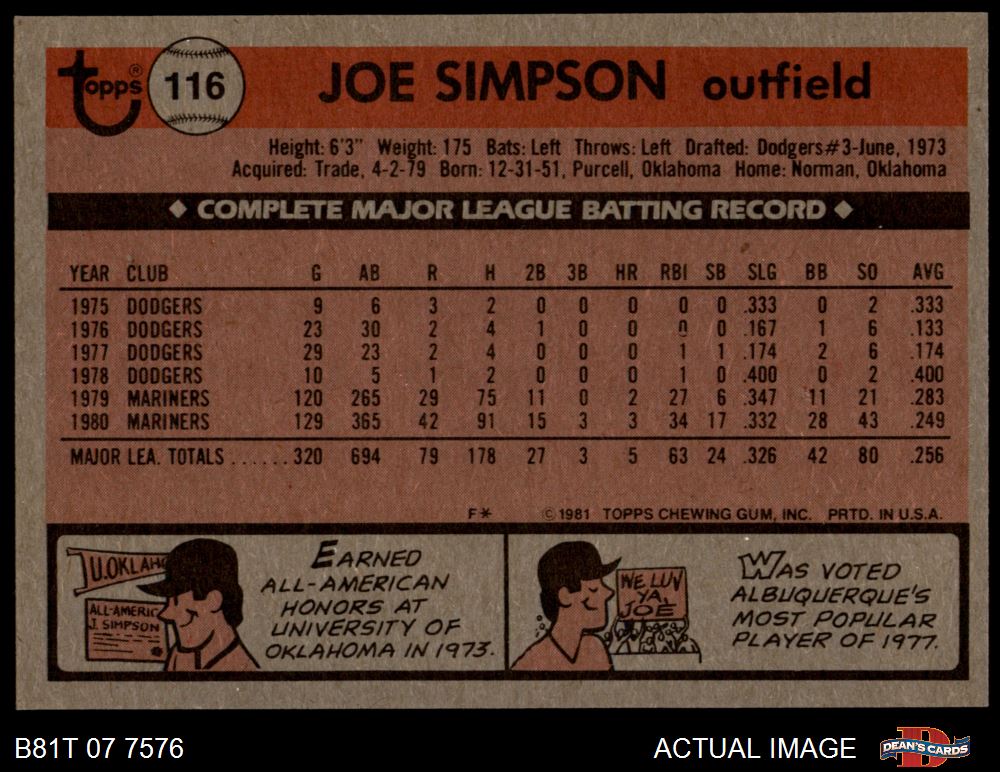 topps® 116 JOE SIMPSON outfield
Height: 6'3" Weight: 175 Bats: Left Throws: Left Drafted: Dodgers#3-June, 1973
Acquired: Trade, 4-2-79 Born: 12-31-51, Purcell, Oklahoma Home: Norman, Oklahoma
◆ COMPLETE MAJOR LEAGUE BATTING RECORD ◆
YEAR CLUB G AB R H 2B 3B HR RBI SB SLG BB SO AVG
1975 DODGERS 9 6 3 2 0 0 0 0 0 .333 0 2 .333
1976 DODGERS 23 30 2 4 1 0 0 0 0 .167 1 6 .133
1977 DODGERS 29 23 2 4 0 0 0 1 1 .174 2 6 .174
1978 DODGERS 10 5 1 2 0 0 0 1 0 .400 0 2 .400
1979 MARINERS 120 265 29 75 11 0 2 27 6 .347 11 21 .283
1980 MARINERS 129 365 42 91 15 3 3 34 17 .332 28 43 .249
MAJOR LEA. TOTALS ...... 320 694 79 178 27 3 5 63 24 .326 42 80 .256
F* © 1981 TOPPS CHEWING GUM, INC. PRTD. IN U.S.A.
U.OKLAH
ALL-AMERIC
J. SIMPSON
EARNED
ALL-AMERICAN
HONORS AT
UNIVERSITY OF
OKLAHOMA IN 1973.
WE LUV
YA,
JOE
WAS VOTED
ALBUQUERQUE'S
MOST POPULAR
PLAYER OF 1977.
B81T 07 7576 ACTUAL IMAGE D DEAN'S CARDS